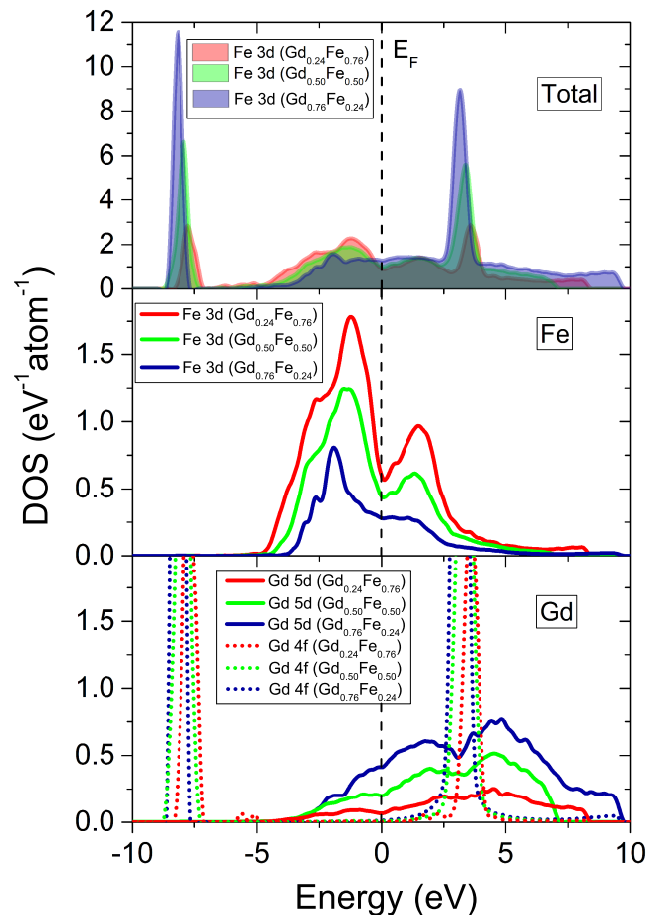 12
10
8
6
4
2
0
Fe 3d (Gd0.24Fe0.76)
Fe 3d (Gd0.50Fe0.50)
Fe 3d (Gd0.76Fe0.24)
EF
Total
1.5
1.0
0.5
0.0
Fe 3d (Gd0.24Fe0.76)
Fe 3d (Gd0.50Fe0.50)
Fe 3d (Gd0.76Fe0.24)
Fe
DOS (eV-1atom-1)
1.5
1.0
0.5
0.0
Gd 5d (Gd0.24Fe0.76)
Gd 5d (Gd0.50Fe0.50)
Gd 5d (Gd0.76Fe0.24)
Gd 4f (Gd0.24Fe0.76)
Gd 4f (Gd0.50Fe0.50)
Gd 4f (Gd0.76Fe0.24)
Gd
-10 -5 0 5 10
Energy (eV)